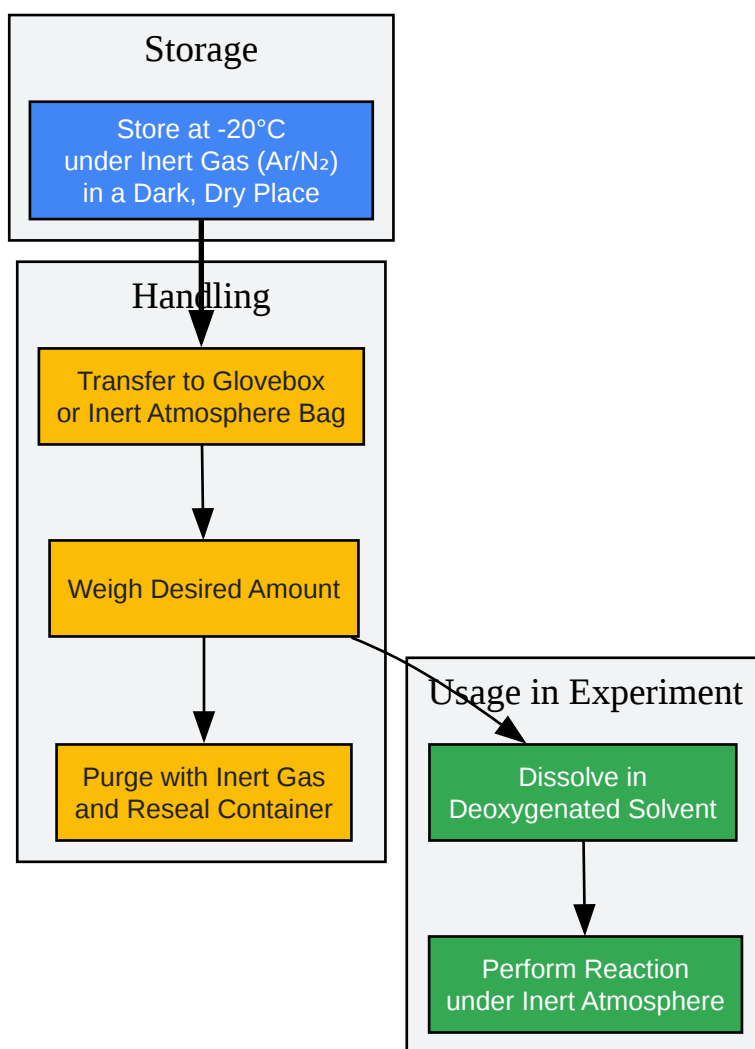 Storage
Store at -20°C
under Inert Gas (Ar/N₂)
in a Dark, Dry Place
Handling
Transfer to Glovebox
or Inert Atmosphere Bag
Weigh Desired Amount
Purge with Inert Gas
and Reseal Container
Usage in Experiment
Dissolve in
Deoxygenated Solvent
Perform Reaction
under Inert Atmosphere